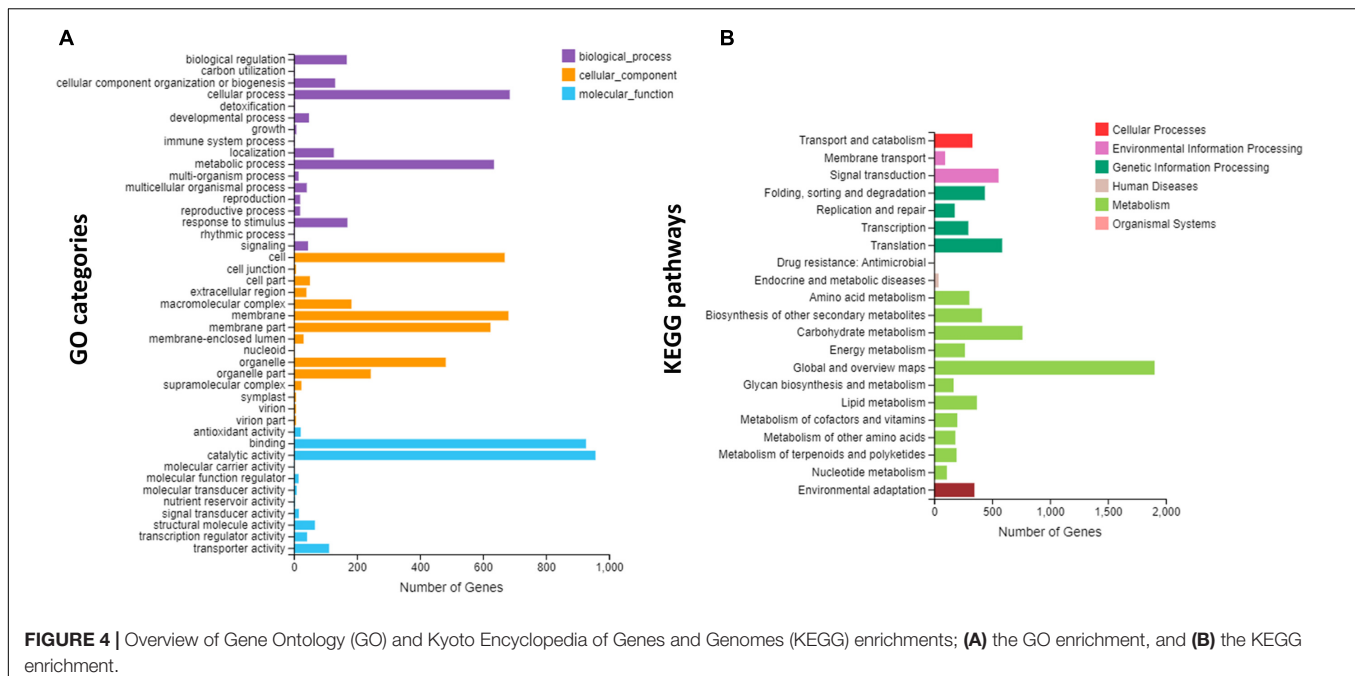 A
GO categories
biological regulation
carbon utilization
cellular component organization or biogenesis
cellular process
detoxification
developmental process
growth
immune system process
localization
metabolic process
multi-organism process
multicellular organismal process
reproduction
reproductive process
response to stimulus
rhythmic process
signaling
cell
cell junction
cell part
extracellular region
macromolecular complex
membrane
membrane part
membrane-enclosed lumen
nucleoid
organelle
organelle part
supramolecular complex
symplast
virion
virion part
antioxidant activity
binding
catalytic activity
molecular carrier activity
molecular function regulator
molecular transducer activity
nutrient reservoir activity
signal transducer activity
structural molecule activity
transcription regulator activity
transporter activity
0 200 400 600 800 1,000
Number of Genes
biological_process
cellular_component
molecular_function
B
KEGG pathways
Transport and catabolism
Membrane transport
Signal transduction
Folding, sorting and degradation
Replication and repair
Transcription
Translation
Drug resistance: Antimicrobial
Endocrine and metabolic diseases
Amino acid metabolism
Biosynthesis of other secondary metabolites
Carbohydrate metabolism
Energy metabolism
Global and overview maps
Glycan biosynthesis and metabolism
Lipid metabolism
Metabolism of cofactors and vitamins
Metabolism of other amino acids
Metabolism of terpenoids and polyketides
Nucleotide metabolism
Environmental adaptation
0 500 1,000 1,500 2,000
Number of Genes
Cellular Processes
Environmental Information Processing
Genetic Information Processing
Human Diseases
Metabolism
Organismal Systems
FIGURE 4 | Overview of Gene Ontology (GO) and Kyoto Encyclopedia of Genes and Genomes (KEGG) enrichments; (A) the GO enrichment, and (B) the KEGG
enrichment.